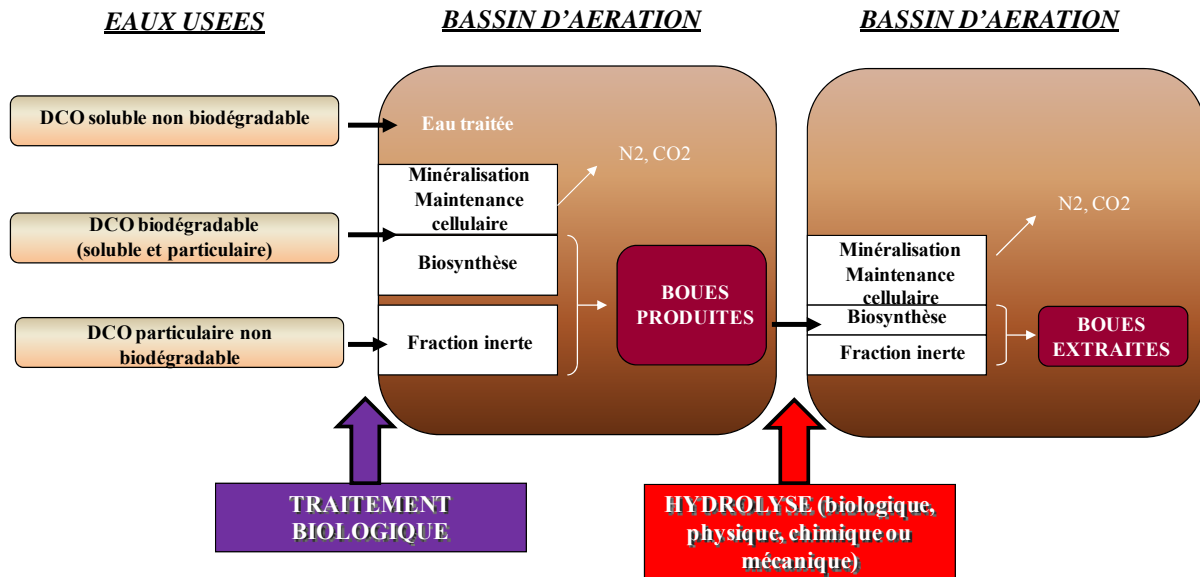 EAUX USEES
BASSIN D'AERATION
BASSIN D'AERATION
DCO soluble non biodégradable
Eau traitée
N2, CO2
Minéralisation
Maintenance
cellulaire
DCO biodégradable
(soluble et particulaire)
Biosynthèse
BOUES
PRODUITES
DCO particulaire non
biodégradable
Fraction inerte
N2, CO2
Minéralisation
Maintenance
cellulaire
Biosynthèse
Fraction inerte
BOUES
EXTRAITES
TRAITEMENT
BIOLOGIQUE
HYDROLYSE (biologique,
physique, chimique ou
mécanique)